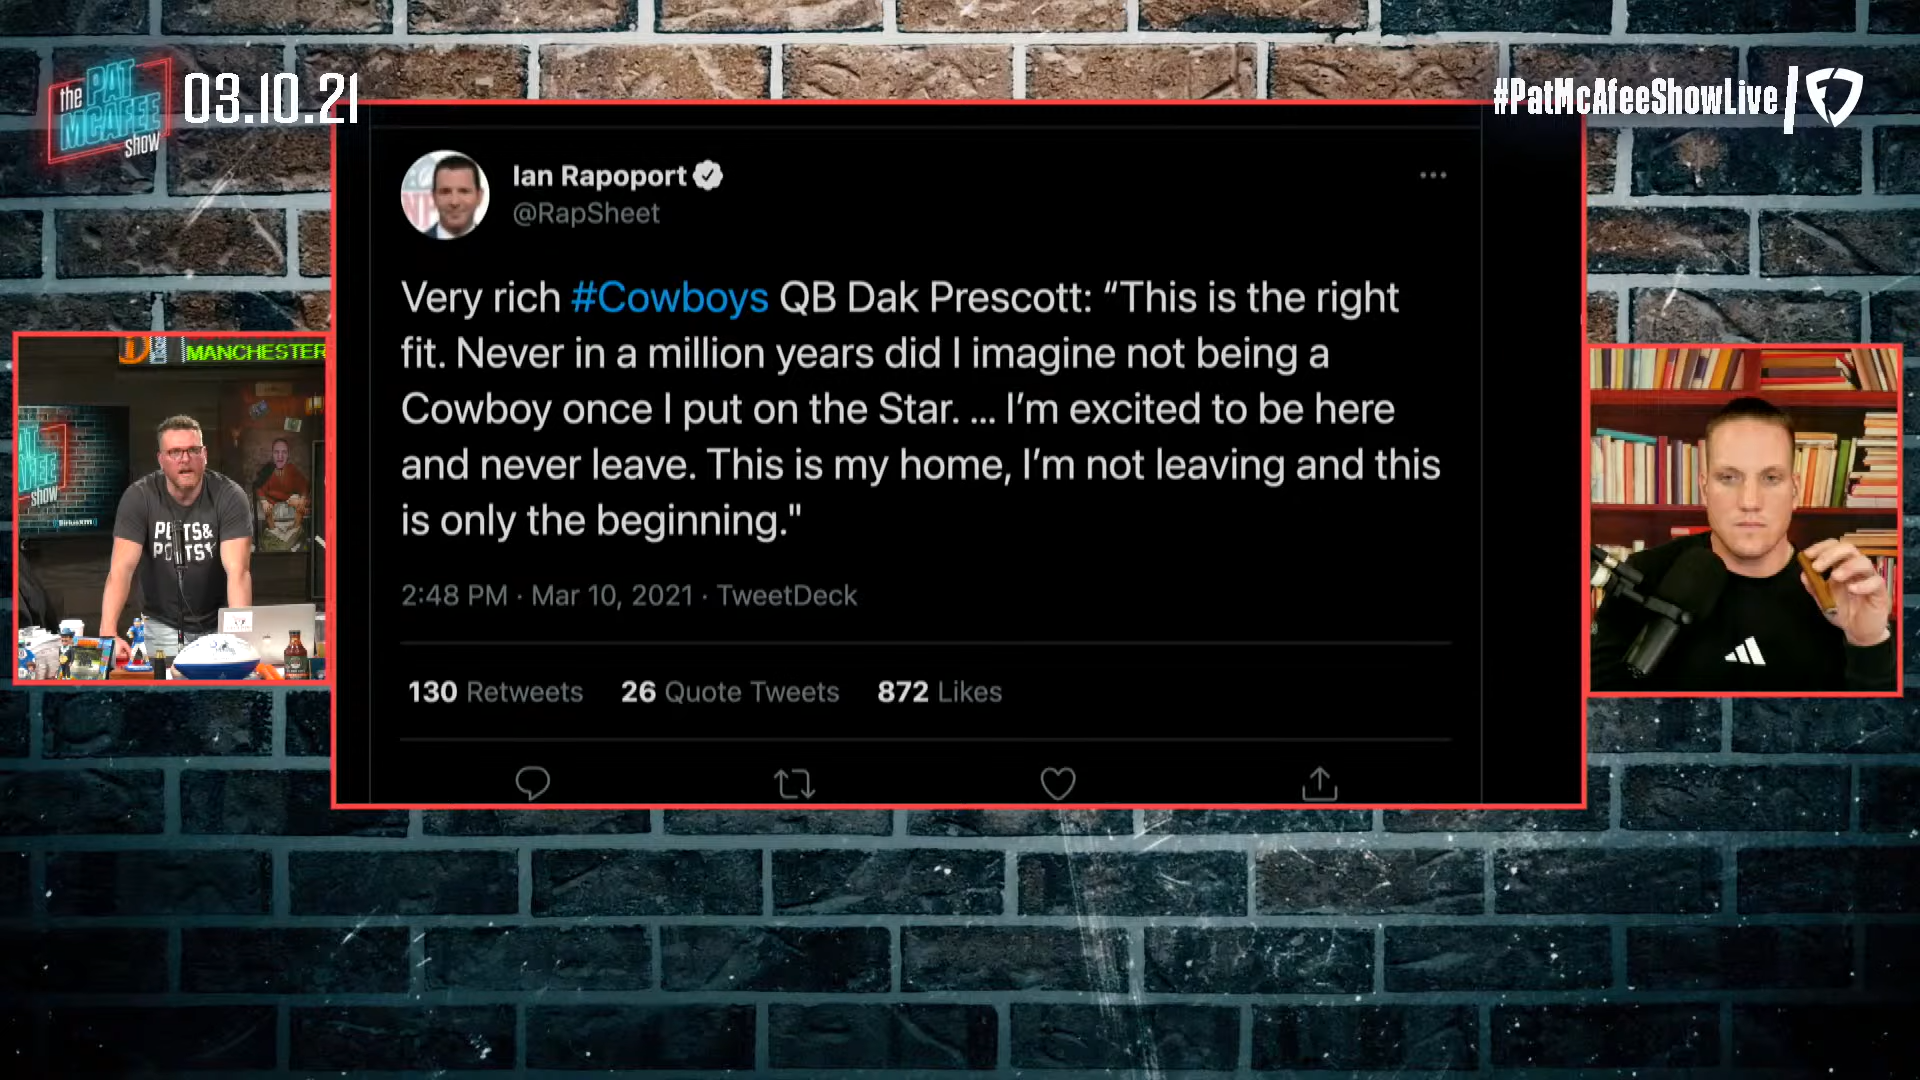 the PAT MCAFEE show
03.10.21
#PatMcAfeeShowLive
Ian Rapoport
@RapSheet
Very rich #Cowboys QB Dak Prescott: “This is the right
fit. Never in a million years did I imagine not being a
Cowboy once I put on the Star. ... I’m excited to be here
and never leave. This is my home, I’m not leaving and this
is only the beginning."
2:48 PM · Mar 10, 2021 · TweetDeck
130 Retweets 26 Quote Tweets 872 Likes
MANCHESTER
show
SiriusXM